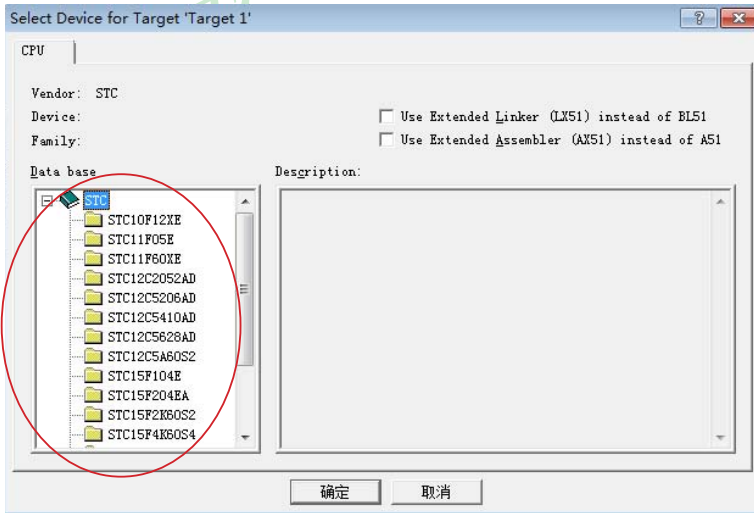 Select Device for Target 'Target 1'
CPU
Vendor: STC
Device:
Use Extended Linker (LX51) instead of BL51
Family:
Use Extended Assembler (AX51) instead of A51
Data base
Description:
STC
STC10F12XE
STC11F05E
STC11F60XE
STC12C2052AD
STC12C5206AD
STC12C5410AD
STC12C5628AD
STC12C5A60S2
STC15F104E
STC15F204EA
STC15F2K60S2
STC15F4K60S4
确定
取消